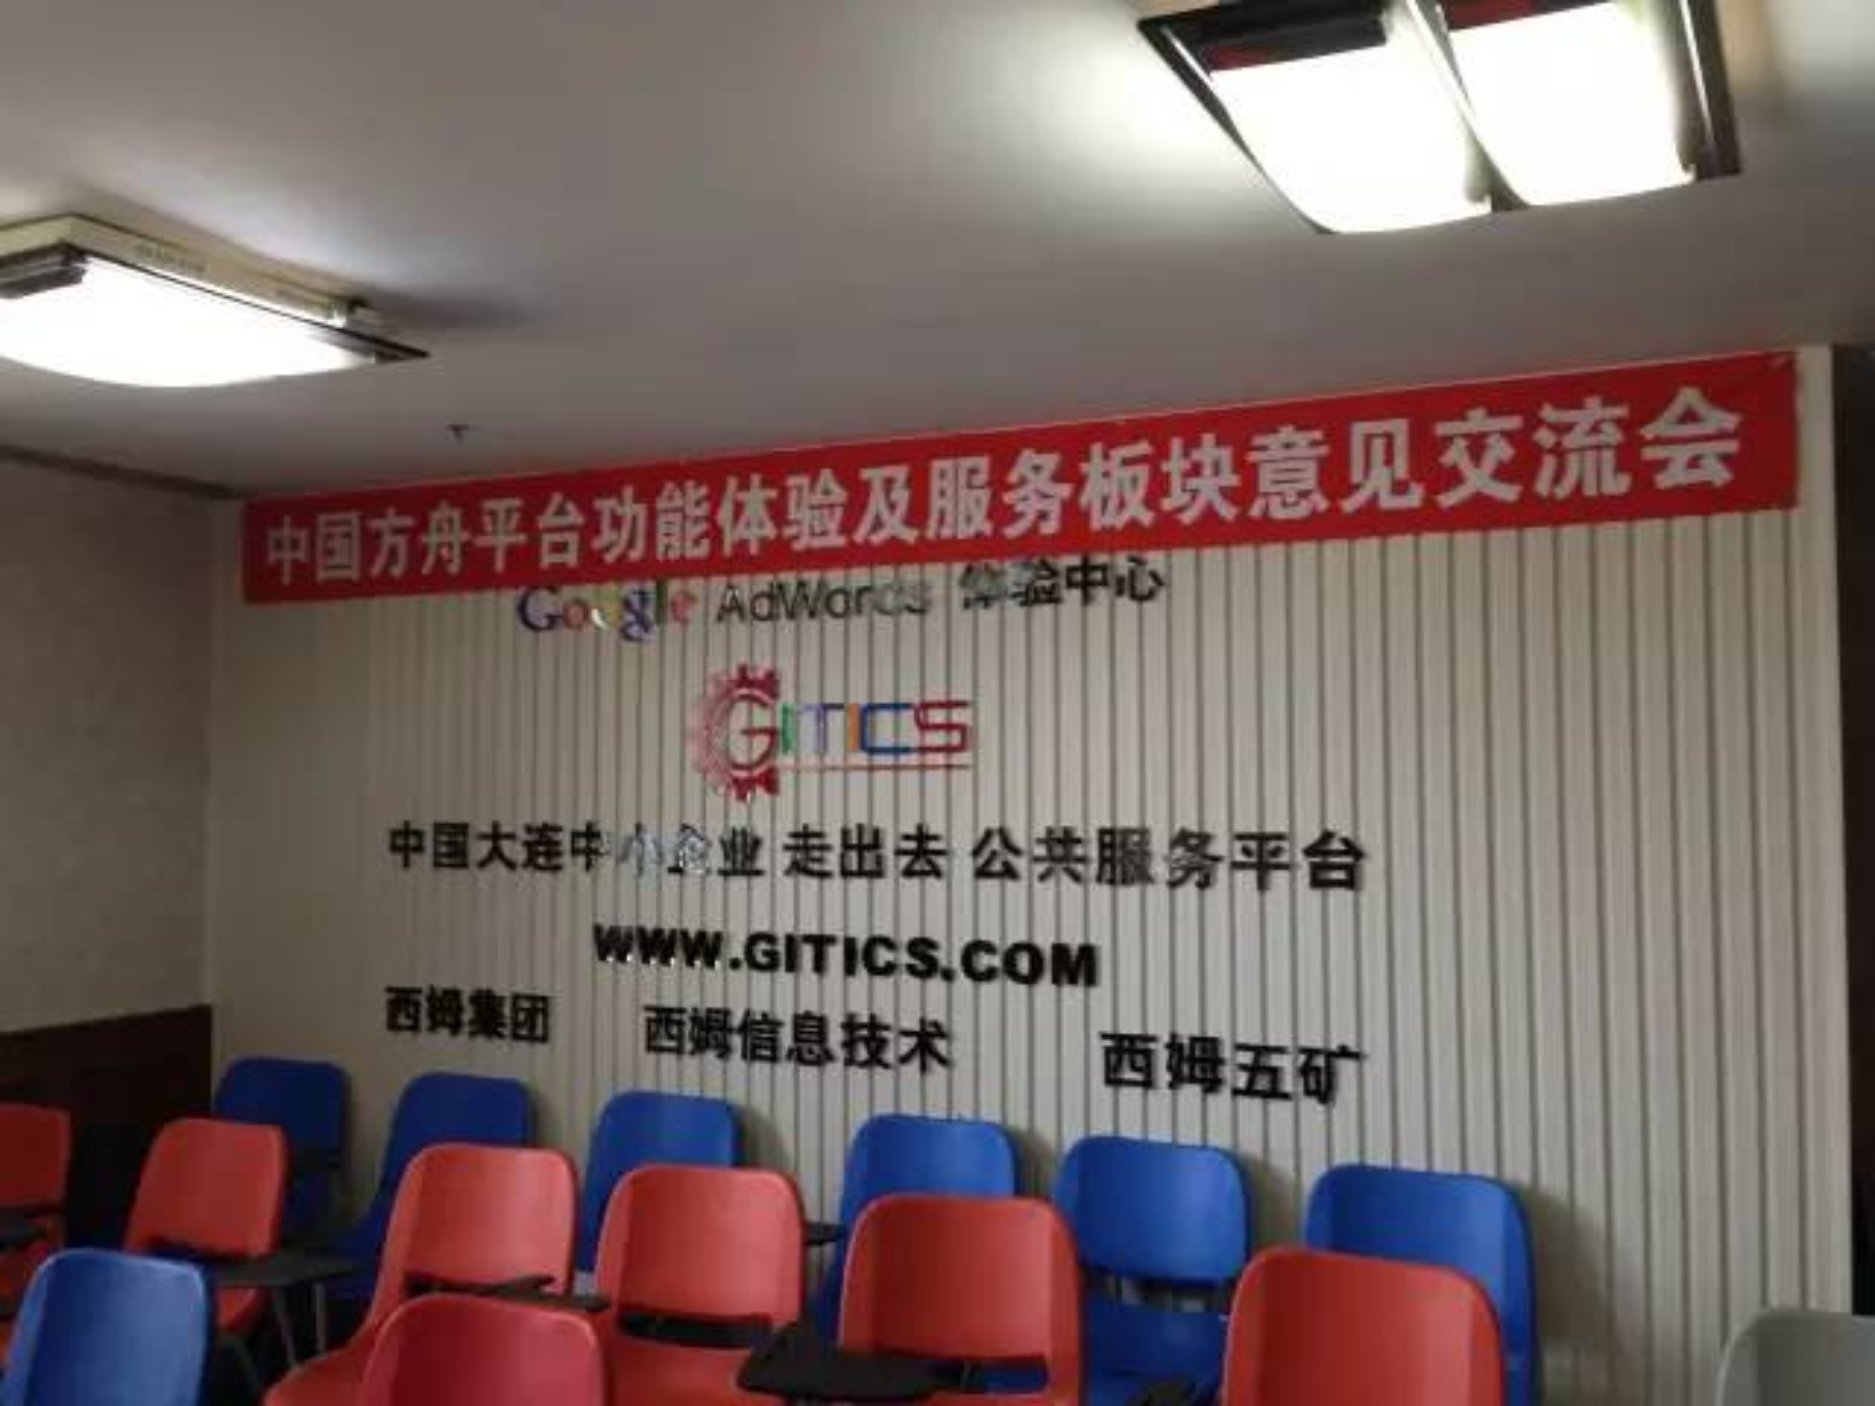 中国方舟平台功能体验及服务板块意见交流会
Google AdWords 体验中心
GITICS
中国大连中小企业 走出去 公共服务平台
WWW.GITICS.COM
西姆集团 西姆信息技术 西姆五矿